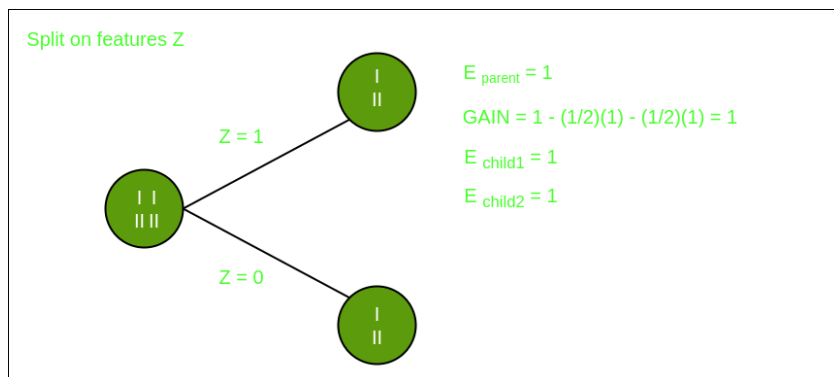 Split on features Z
I
II
E parent = 1
GAIN = 1 - (1/2)(1) - (1/2)(1) = 1
Z = 1
E child1 = 1
E child2 = 1
I I
II II
Z = 0
I
II